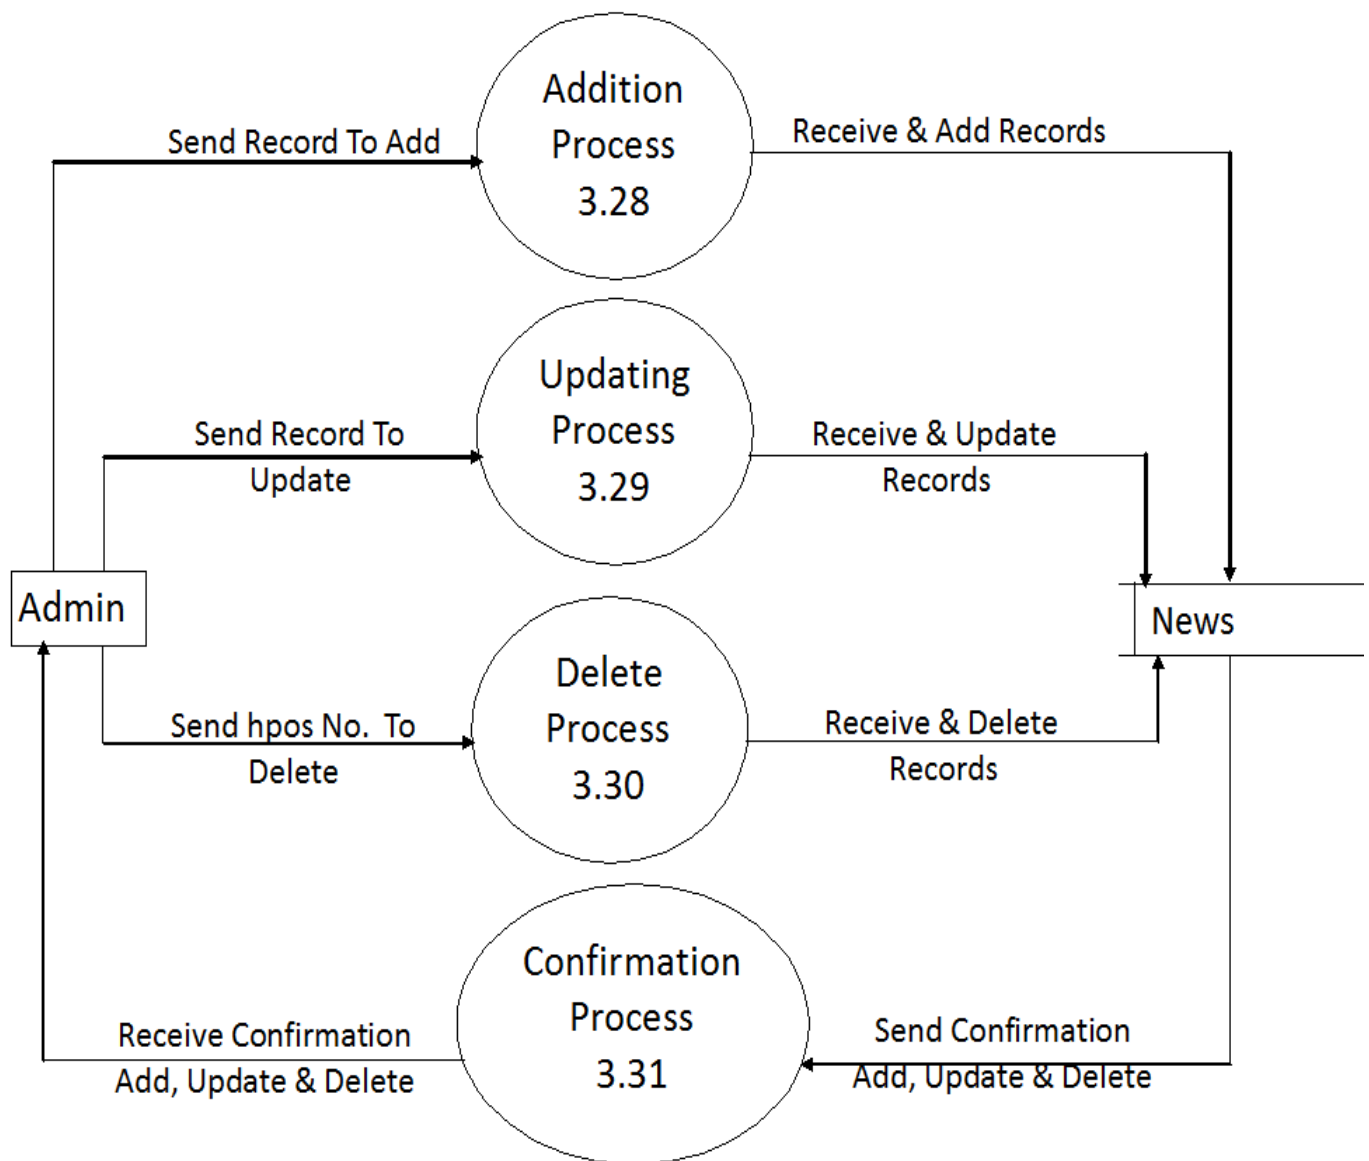 Addition
Process
3.28
Send Record To Add
Receive & Add Records
Updating
Process
3.29
Send Record To
Update
Receive & Update
Records
Admin
News
Delete
Process
3.30
Send hpos No. To
Delete
Receive & Delete
Records
Confirmation
Process
3.31
Receive Confirmation
Add, Update & Delete
Send Confirmation
Add, Update & Delete